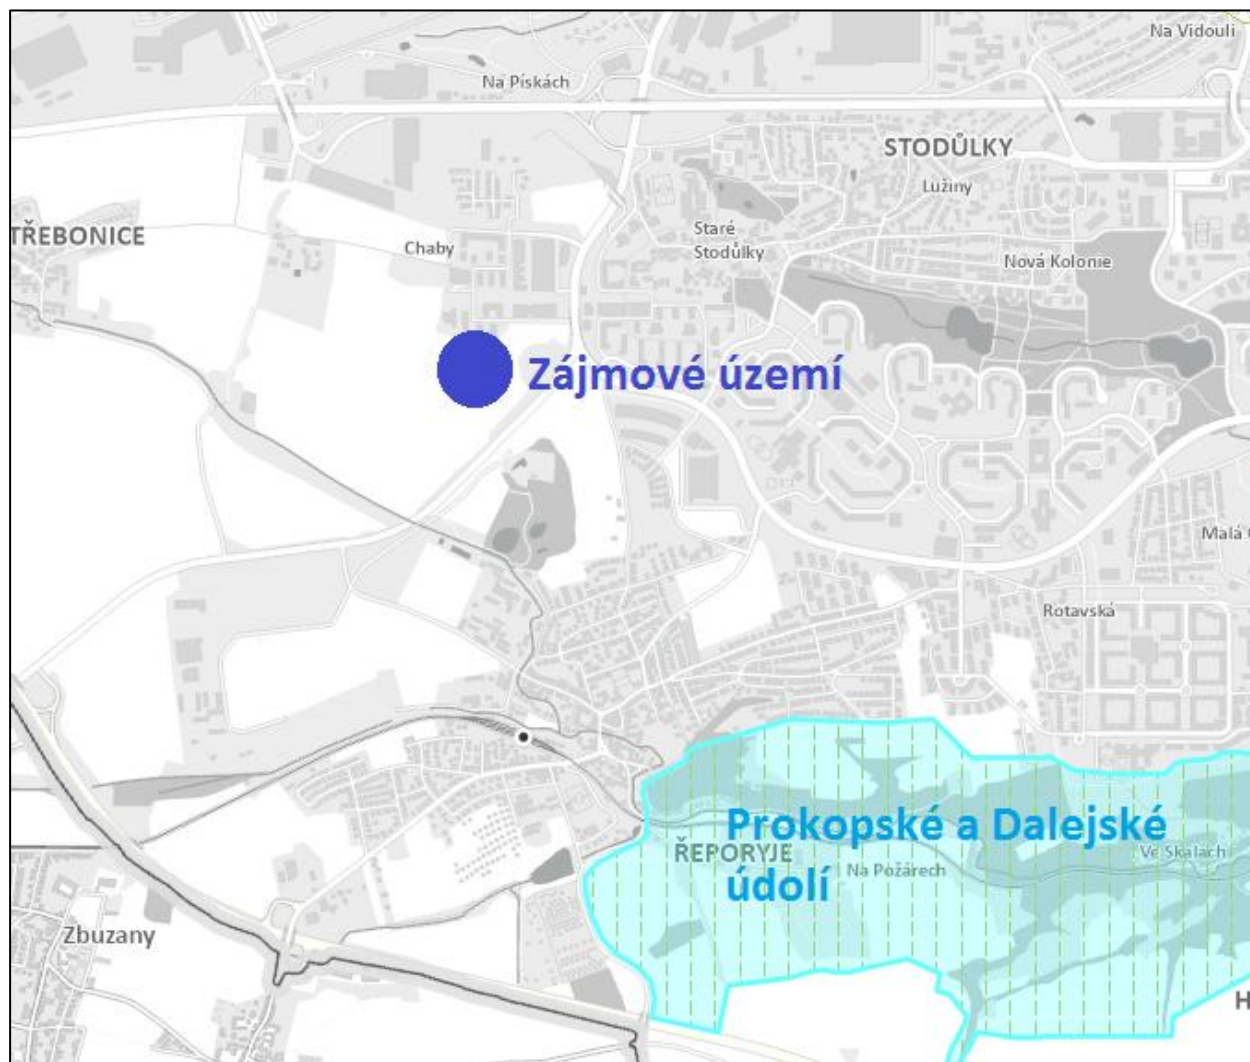 Na Vidouli
Na Pískách
STODŮLKY
Lužiny
TŘEBONICE
Staré
Stodůlky
Chaby
Nová Kolonie
Zájmové území
Malá
Rotavská
Prokopské a Dalejské
údolí
ŘEPORYJE
Ve Skalách
Na Požárech
Zbuzany
H